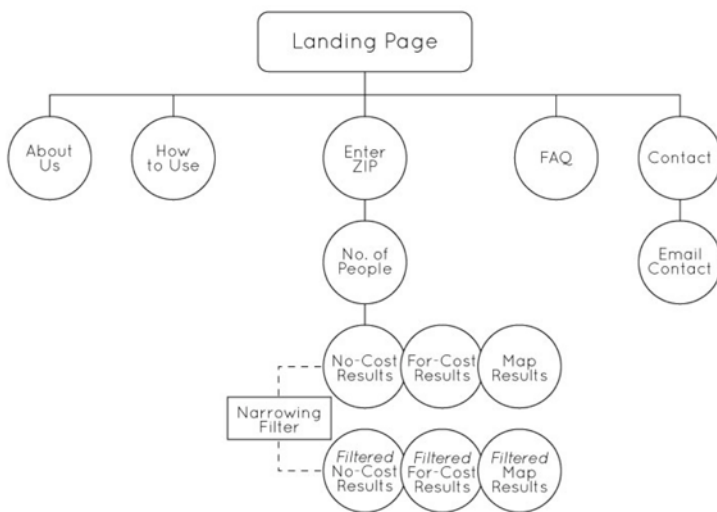 Landing Page
About
Us
How
to Use
Enter
ZIP
FAQ
Contact
No. of
People
Email
Contact
No-Cost
Results
For-Cost
Results
Map
Results
Narrowing
Filter
Filtered
No-Cost
Results
Filtered
For-Cost
Results
Filtered
Map
Results